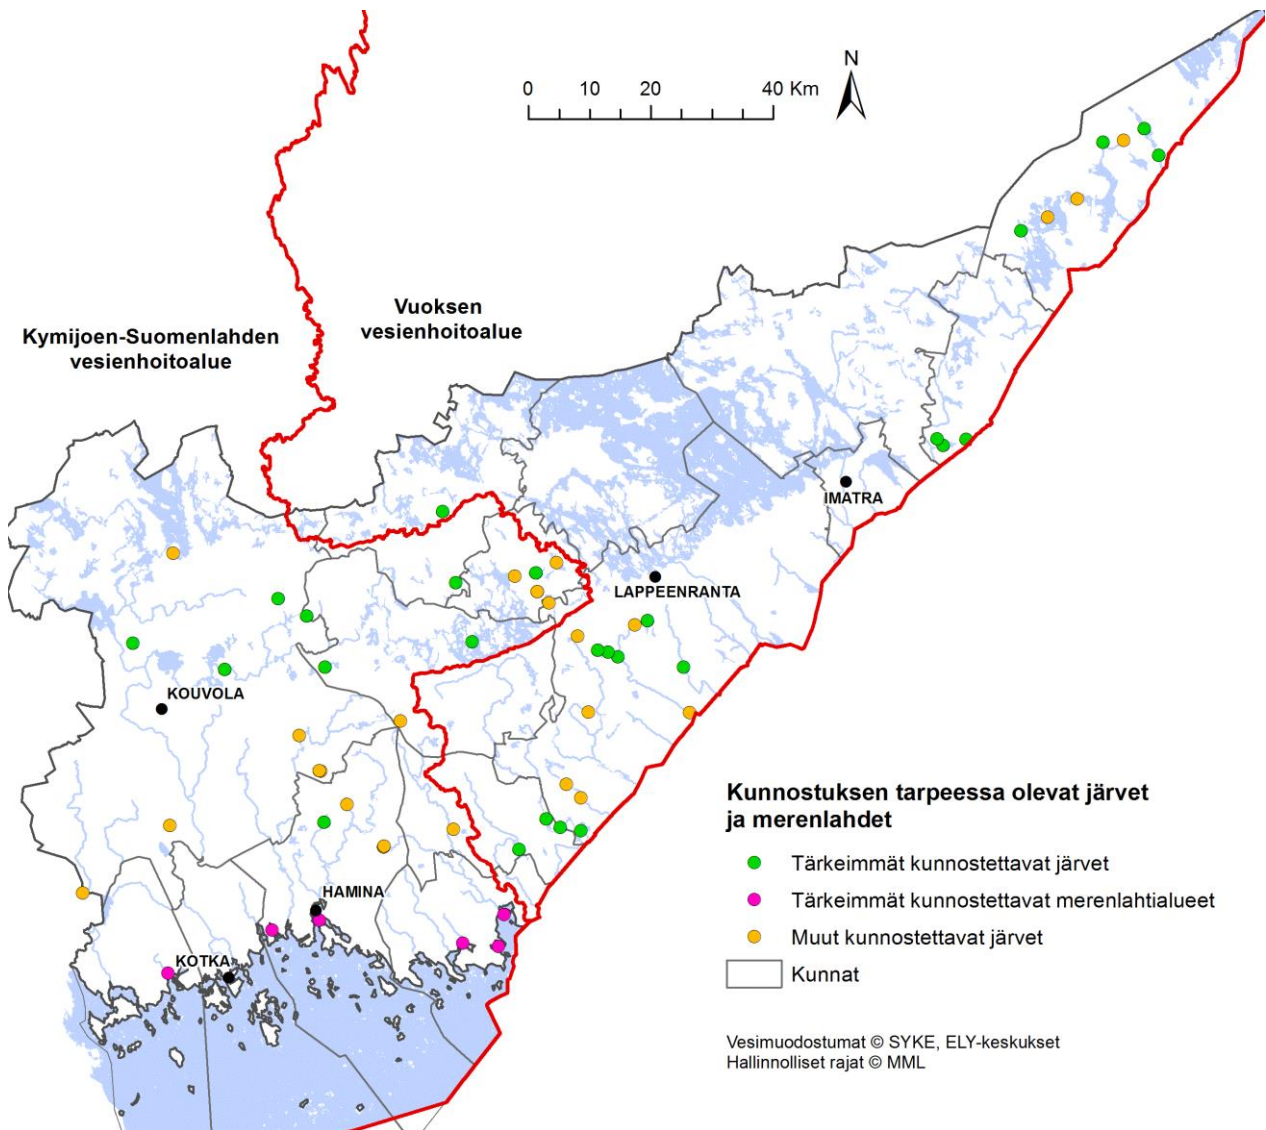 N
0 10 20 40 Km
Vuoksen
vesienhoitoalue
Kymijoen-Suomenlahden
vesienhoitoalue
IMATRA
LAPPEENRANTA
KOUVOLA
HAMINA
KOTKA
Kunnostuksen tarpeessa olevat järvet
ja merenlahdet
Tärkeimmät kunnostettavat järvet
Tärkeimmät kunnostettavat merenlahtialueet
Muut kunnostettavat järvet
Kunnat
Vesimuodostumat © SYKE, ELY-keskukset
Hallinnolliset rajat © MML